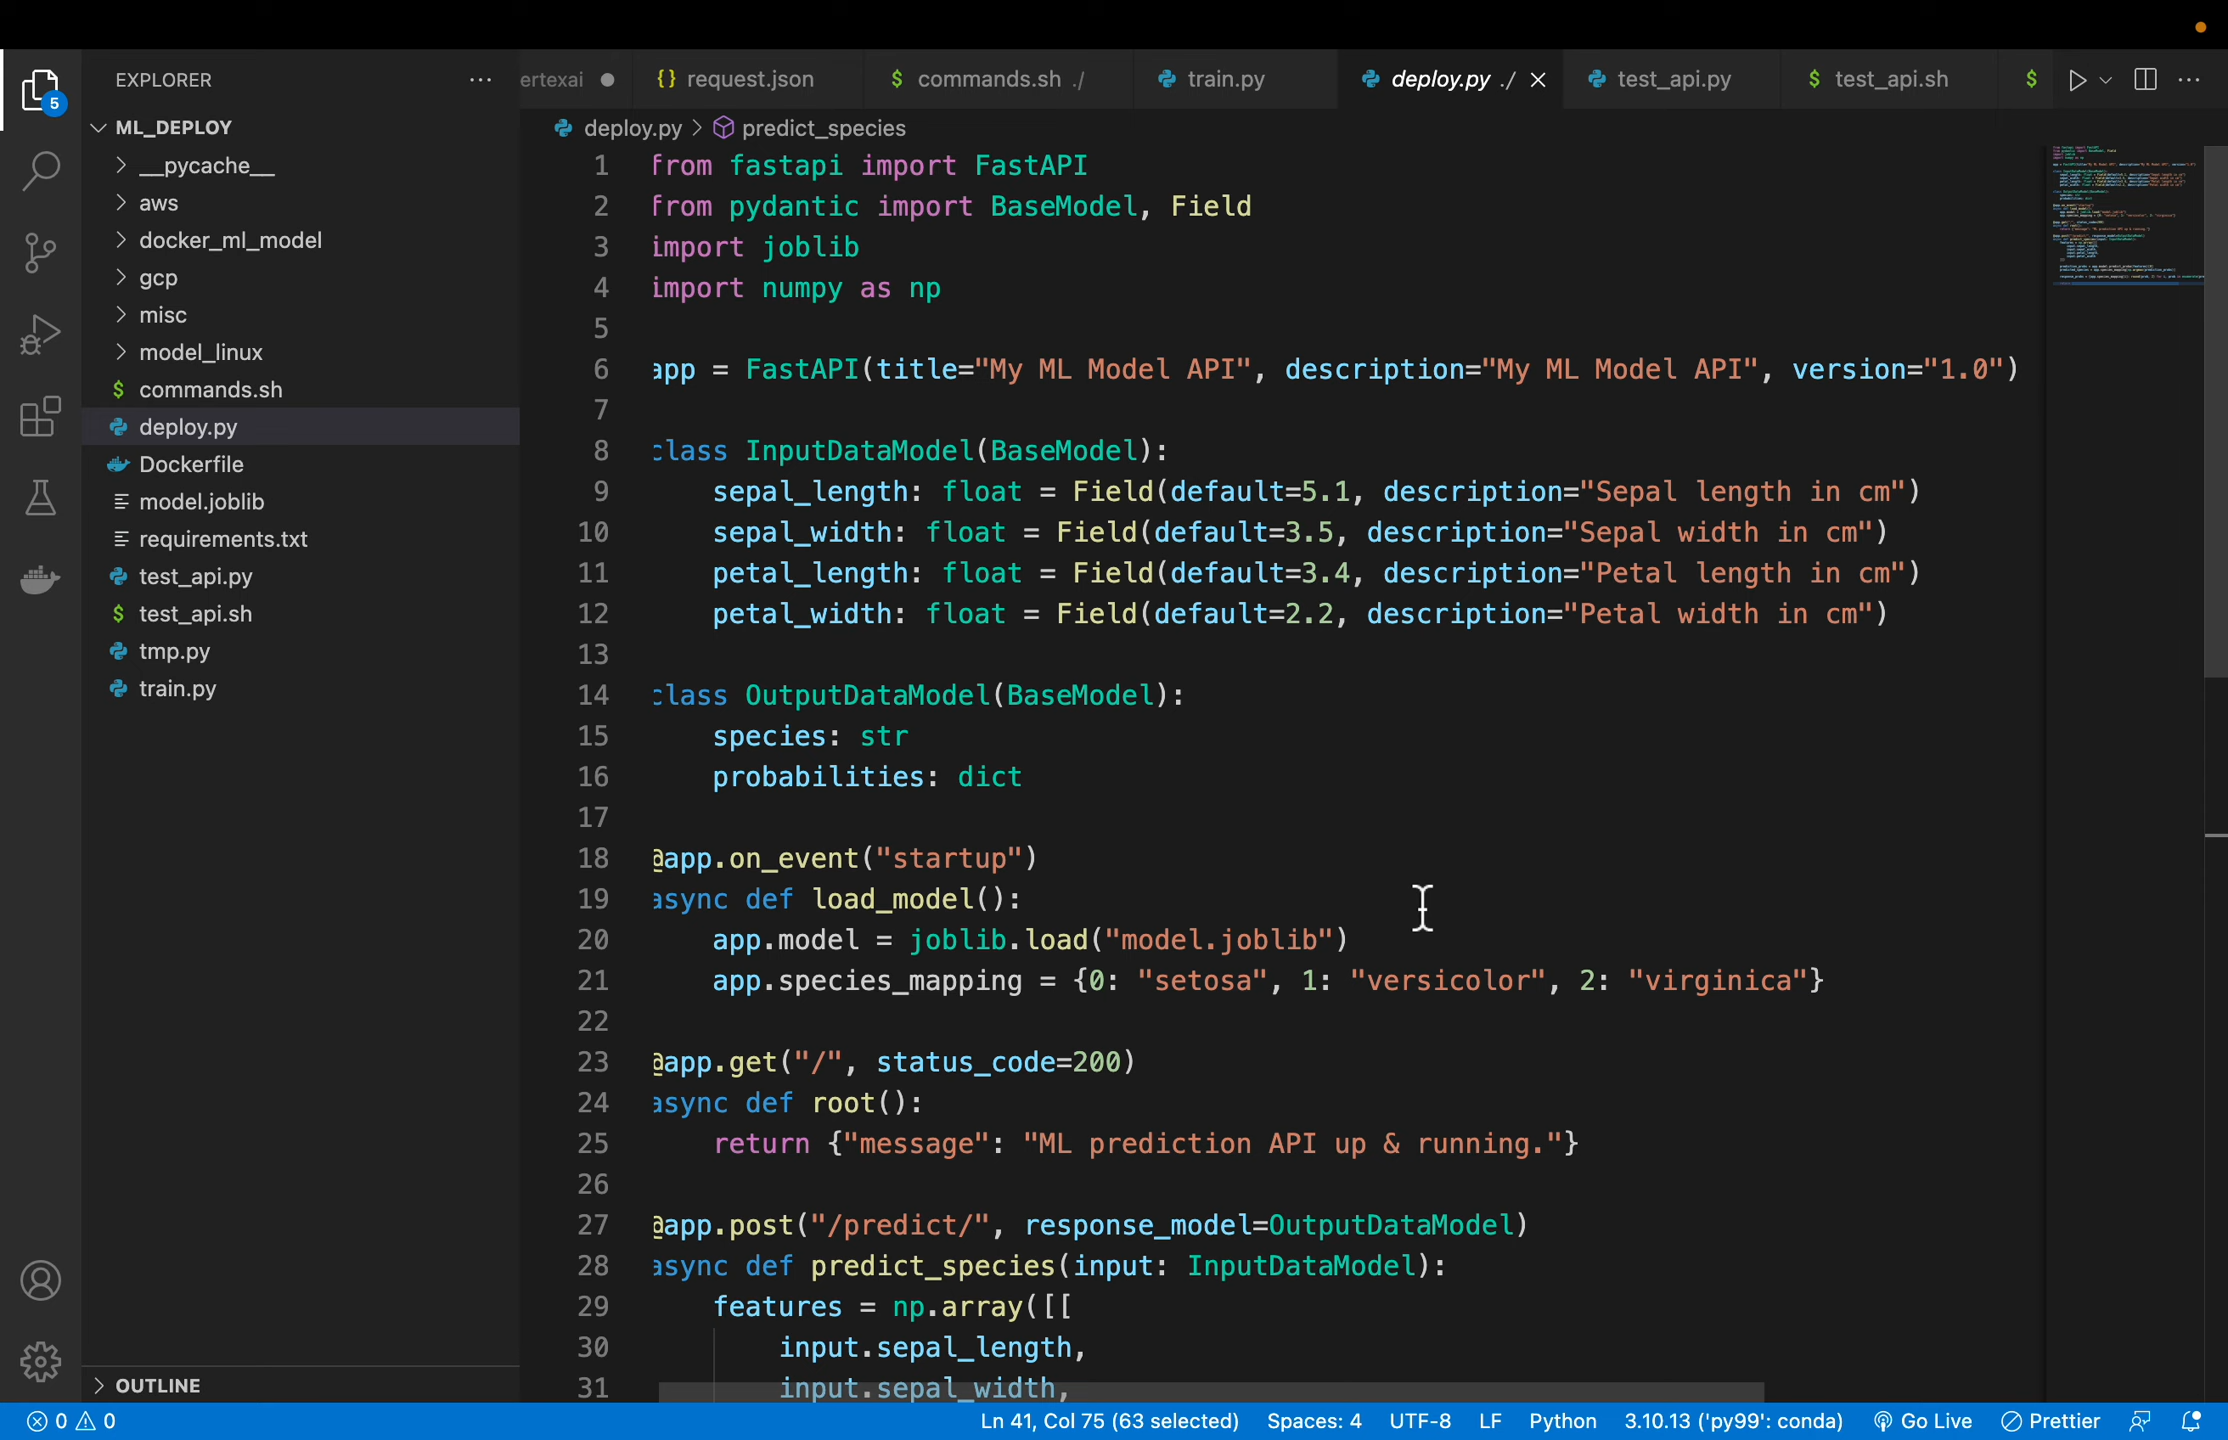 EXPLORER
ertexai
request.json
commands.sh ./
train.py
deploy.py ./
test_api.py
test_api.sh
ML_DEPLOY
__pycache__
aws
docker_ml_model
gcp
misc
model_linux
commands.sh
deploy.py
Dockerfile
model.joblib
requirements.txt
test_api.py
test_api.sh
tmp.py
train.py
OUTLINE
5
deploy.py > predict_species
1 from fastapi import FastAPI
2 from pydantic import BaseModel, Field
3 import joblib
4 import numpy as np
5
6 app = FastAPI(title="My ML Model API", description="My ML Model API", version="1.0")
7
8 class InputDataModel(BaseModel):
9 sepal_length: float = Field(default=5.1, description="Sepal length in cm")
10 sepal_width: float = Field(default=3.5, description="Sepal width in cm")
11 petal_length: float = Field(default=3.4, description="Petal length in cm")
12 petal_width: float = Field(default=2.2, description="Petal width in cm")
13
14 class OutputDataModel(BaseModel):
15 species: str
16 probabilities: dict
17
18 @app.on_event("startup")
19 async def load_model():
20 app.model = joblib.load("model.joblib")
21 app.species_mapping = {0: "setosa", 1: "versicolor", 2: "virginica"}
22
23 @app.get("/", status_code=200)
24 async def root():
25 return {"message": "ML prediction API up & running."}
26
27 @app.post("/predict/", response_model=OutputDataModel)
28 async def predict_species(input: InputDataModel):
29 features = np.array([[
30 input.sepal_length,
31 input.sepal_width,
0 0
Ln 41, Col 75 (63 selected)
Spaces: 4
UTF-8
LF
Python
3.10.13 ('py99': conda)
Go Live
Prettier